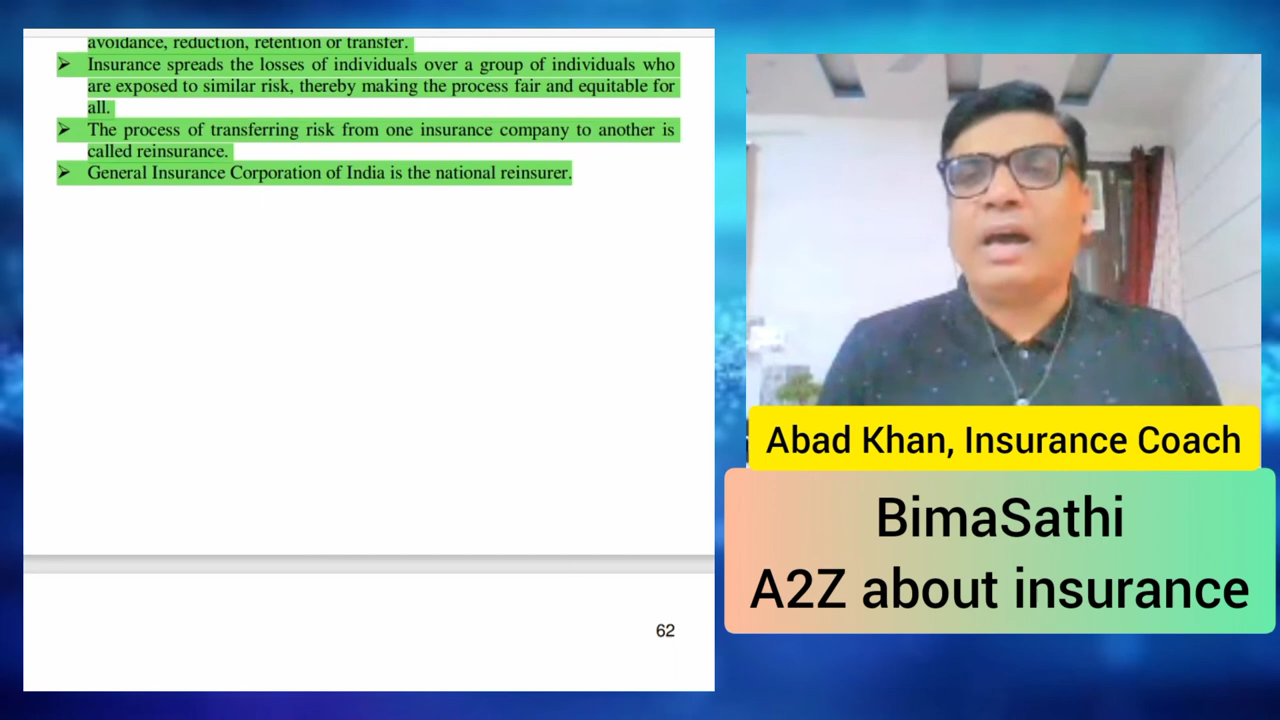 avoidance, reduction, retention or transfer.
➢ Insurance spreads the losses of individuals over a group of individuals who
are exposed to similar risk, thereby making the process fair and equitable for
all.
➢ The process of transferring risk from one insurance company to another is
called reinsurance.
➢ General Insurance Corporation of India is the national reinsurer.
62
Abad Khan, Insurance Coach
BimaSathi
A2Z about insurance